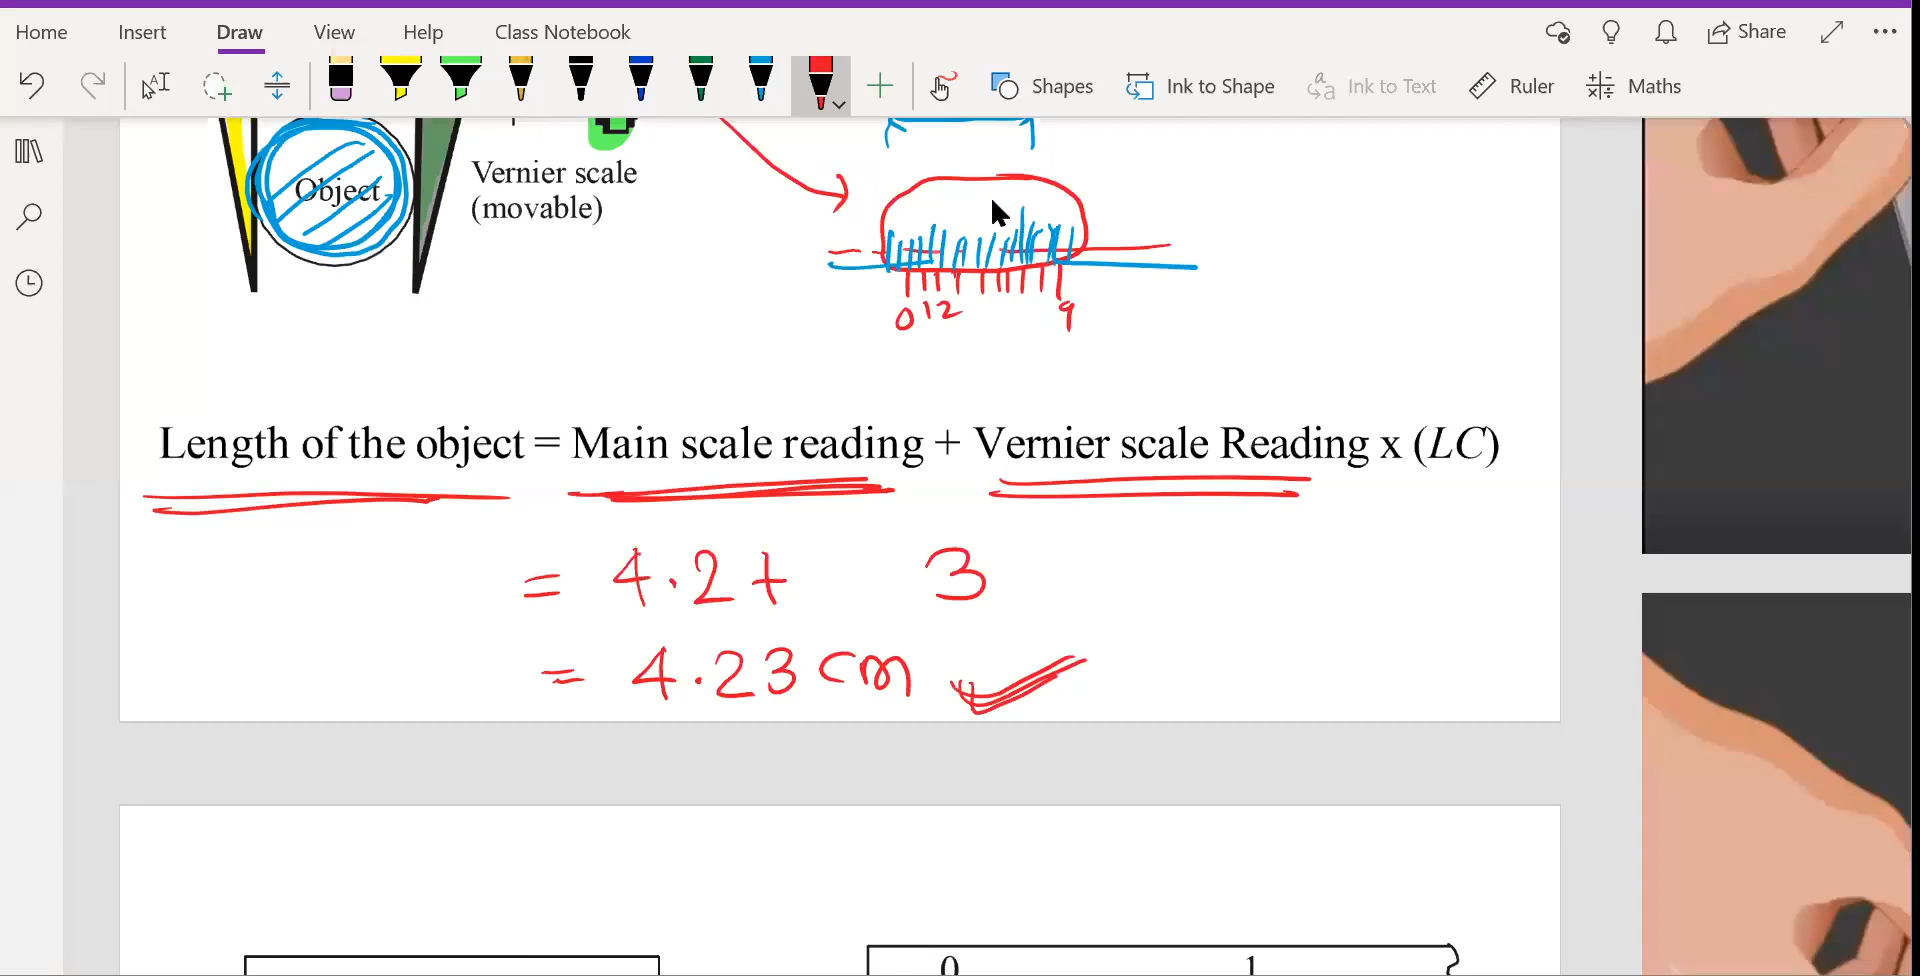 Home Insert Draw View Help Class Notebook Share
Shapes Ink to Shape Ink to Text Ruler Maths
Object
Vernier scale
(movable)
0 1 2 9
Length of the object = Main scale reading + Vernier scale Reading x (LC)
= 4.2 + 3
= 4.23 cm
0 1